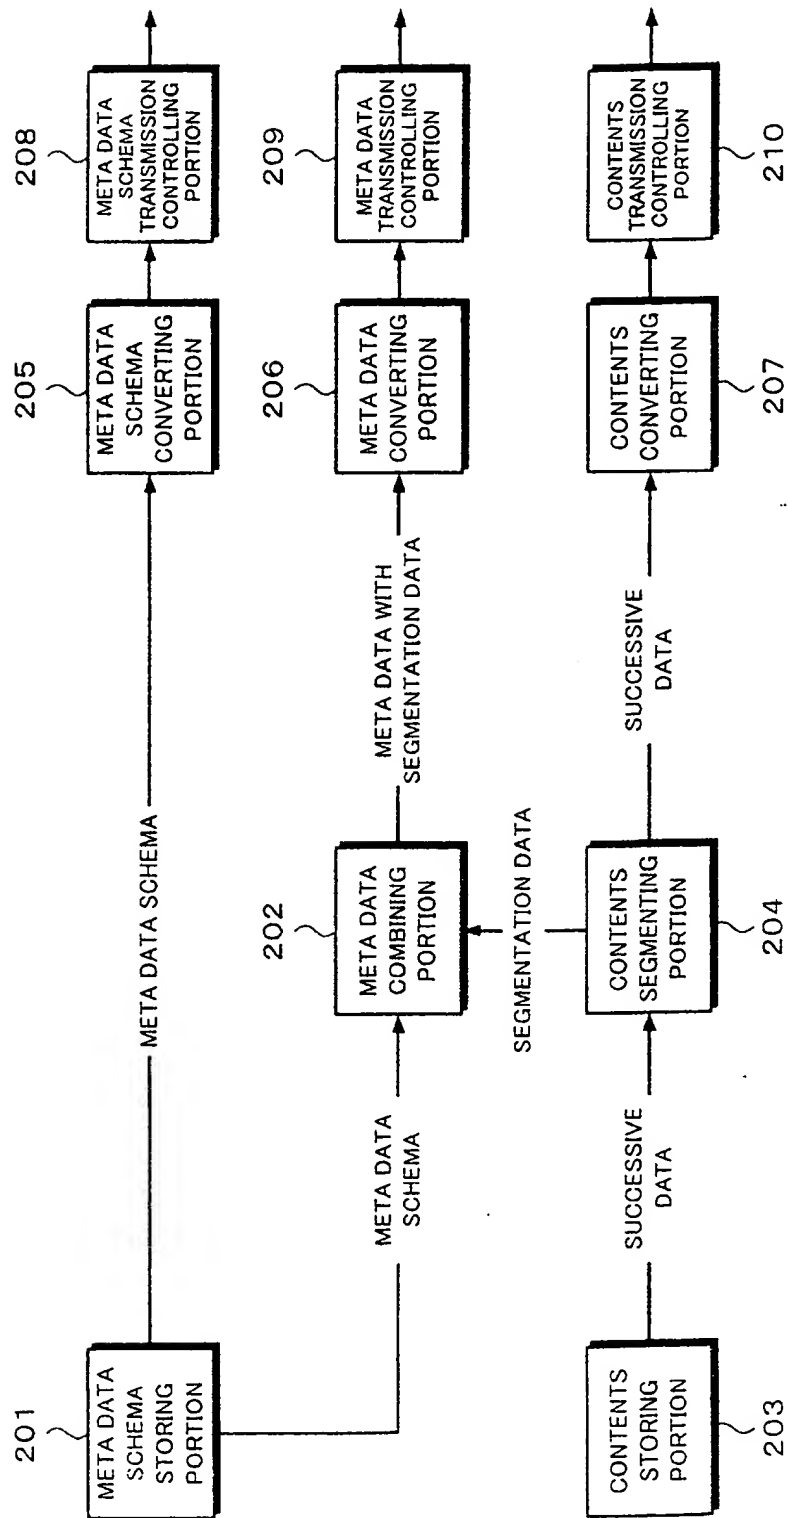 201
META DATA
SCHEMA
STORING
PORTION
META DATA SCHEMA
205
META DATA
SCHEMA
CONVERTING
PORTION
208
META DATA
SCHEMA
TRANSMISSION
CONTROLLING
PORTION
META DATA
SCHEMA
202
META DATA
COMBINING
PORTION
META DATA WITH
SEGMENTATION DATA
206
META DATA
CONVERTING
PORTION
209
META DATA
TRANSMISSION
CONTROLLING
PORTION
SEGMENTATION DATA
CONTENTS
STORING
PORTION
203
SUCCESSIVE
DATA
CONTENTS
SEGMENTING
PORTION
204
SUCCESSIVE
DATA
CONTENTS
CONVERTING
PORTION
207
CONTENTS
TRANSMISSION
CONTROLLING
PORTION
210